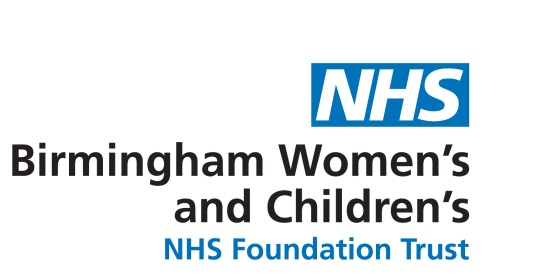 NHS
Birmingham Women's
and Children's
NHS Foundation Trust